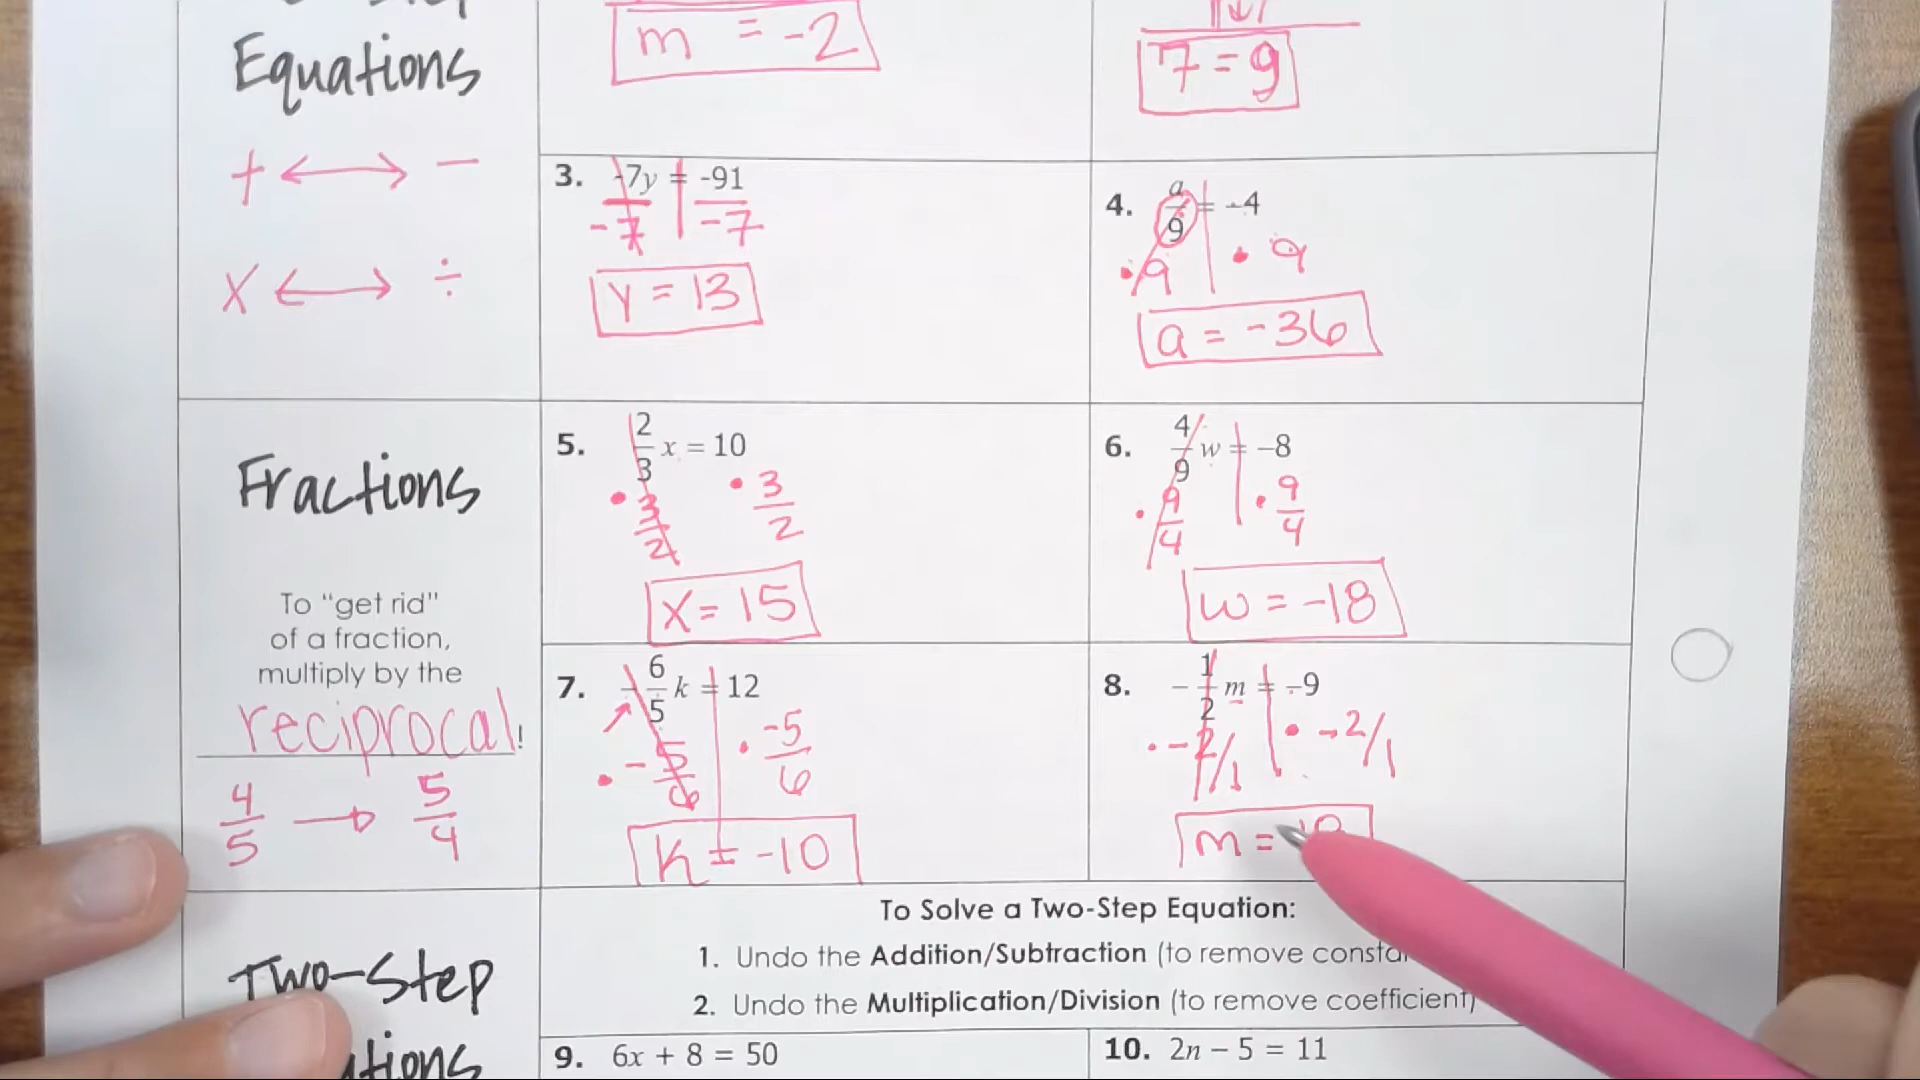 Equations
+ ↔ −
x ↔ ÷
m = -2
7 = 9
3. -7y = -91
-7 -7
y = 13
4. a/9 = -4
• 9 • 9
a = -36
Fractions
To “get rid”
of a fraction,
multiply by the
reciprocal!
4/5 → 5/4
5. 2/3 x = 10
• 3/2 • 3/2
x = 15
6. 4/9 w = -8
• 9/4 • 9/4
w = -18
7. -6/5 k = 12
• -5/6 • -5/6
k = -10
8. -1/2 m = -9
• -2/1 • -2/1
m =
Two-Step
To Solve a Two-Step Equation:
1. Undo the Addition/Subtraction (to remove
2. Undo the Multiplication/Division (to remove coefficient)
9. 6x + 8 = 50
10. 2n − 5 = 11